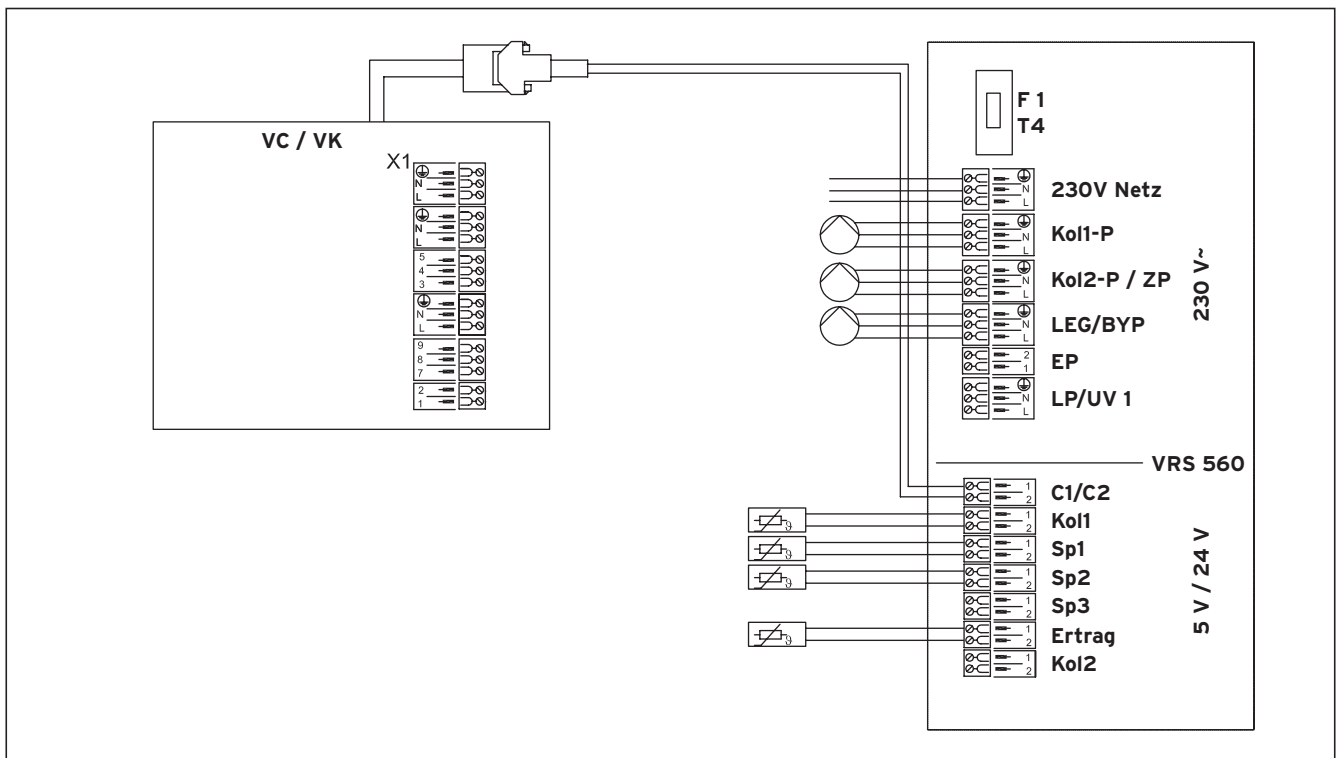 VC / VK
X1
N
L
N
L
5
4
3
N
L
9
8
7
2
1
F 1
T4
N
L
230V Netz
N
L
Kol1-P
N
L
Kol2-P / ZP
N
L
LEG/BYP
2
1
EP
N
L
LP/UV 1
230 V~
VRS 560
1
2
C1/C2
ϑ
1
2
Kol1
ϑ
1
2
Sp1
ϑ
1
2
Sp2
1
2
Sp3
ϑ
1
2
Ertrag
1
2
Kol2
5 V / 24 V